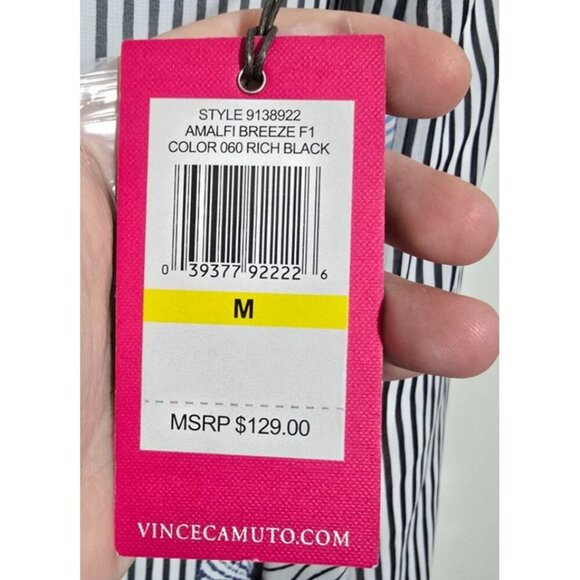 STYLE 9138922
AMALFI BREEZE F1
COLOR 060 RICH BLACK
0 39377 92222 6
M
MSRP $129.00
VINCECAMUTO.COM